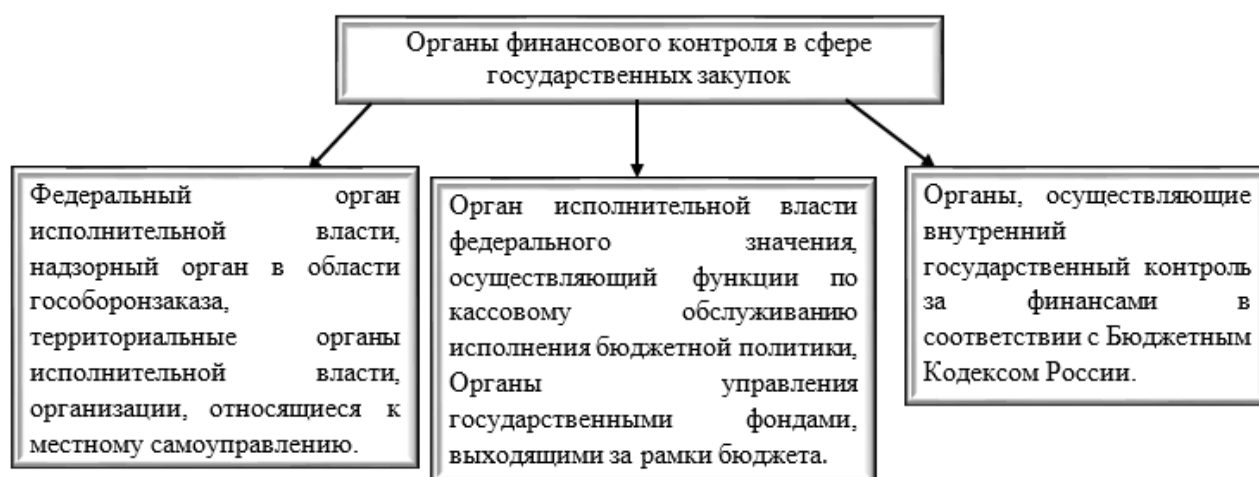 Органы финансового контроля в сфере
государственных закупок
Федеральный орган
исполнительной власти,
надзорный орган в области
гособоронзаказа,
территориальные органы
исполнительной власти,
организации, относящиеся к
местному самоуправлению.
Орган исполнительной власти
федерального значения,
осуществляющий функции по
кассовому обслуживанию
исполнения бюджетной политики,
Органы управления
государственными фондами,
выходящими за рамки бюджета.
Органы, осуществляющие
внутренний
государственный контроль
за финансами в
соответствии с Бюджетным
Кодексом России.